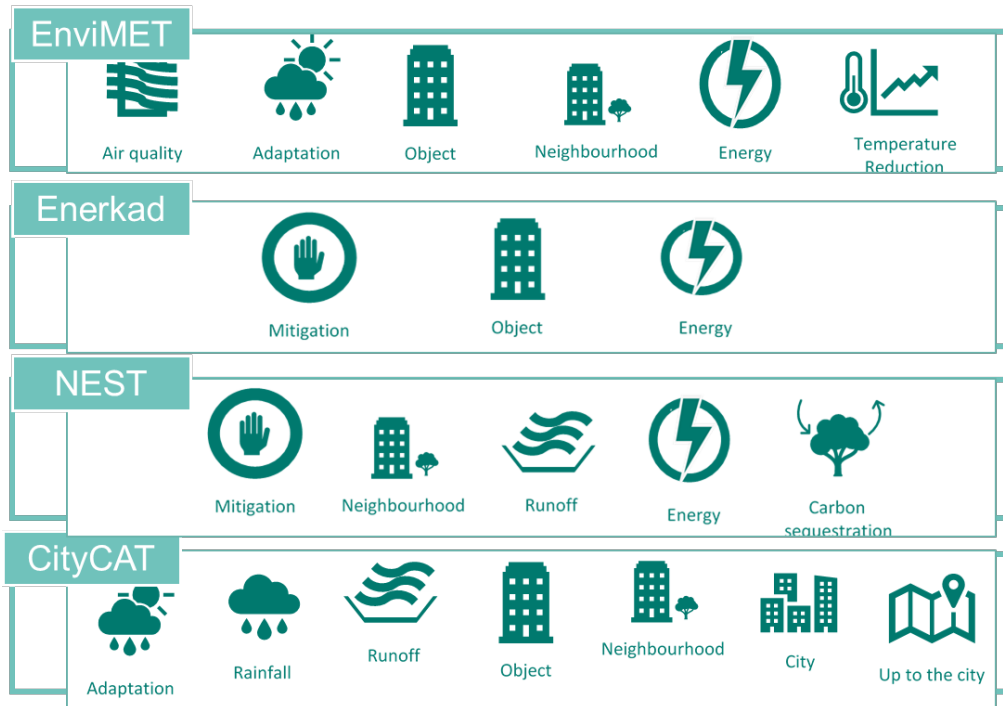 EnviMET
Air quality
Adaptation
Object
Neighbourhood
Energy
Temperature
Reduction
Enerkad
Mitigation
Object
Energy
NEST
Mitigation
Neighbourhood
Runoff
Energy
Carbon
sequestration
CityCAT
Adaptation
Rainfall
Runoff
Object
Neighbourhood
City
Up to the city